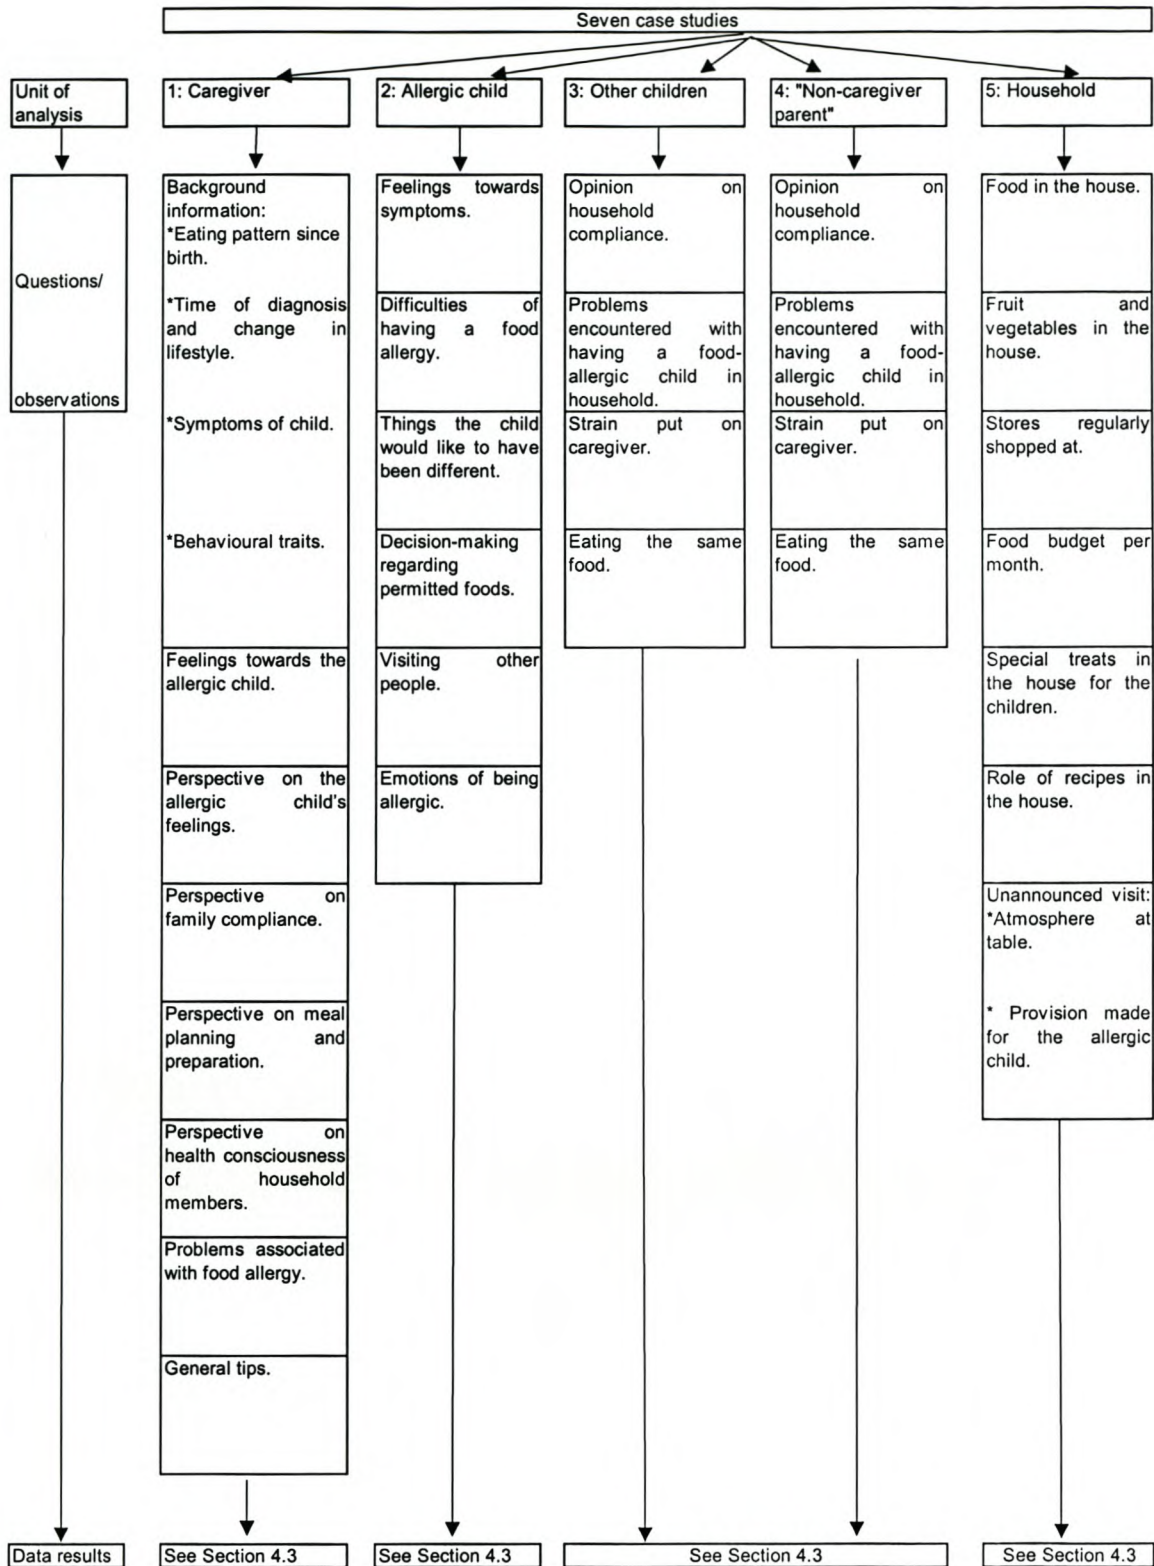 Seven case studies
Unit of
analysis
1: Caregiver
2: Allergic child
3: Other children
4: "Non-caregiver
parent"
5: Household
Questions/
observations
Background
information:
*Eating pattern since
birth.
*Time of diagnosis
and change in
lifestyle.
*Symptoms of child.
*Behavioural traits.
Feelings towards the
allergic child.
Perspective on the
allergic child's
feelings.
Perspective on
family compliance.
Perspective on meal
planning and
preparation.
Perspective on
health consciousness
of household
members.
Problems associated
with food allergy.
General tips.
Feelings towards
symptoms.
Difficulties of
having a food
allergy.
Things the child
would like to have
been different.
Decision-making
regarding
permitted foods.
Visiting other
people.
Emotions of being
allergic.
Opinion on
household
compliance.
Problems
encountered with
having a food-
allergic child in
household.
Strain put on
caregiver.
Eating the same
food.
Opinion on
household
compliance.
Problems
encountered with
having a food-
allergic child in
household.
Strain put on
caregiver.
Eating the same
food.
Food in the house.
Fruit and
vegetables in the
house.
Stores regularly
shopped at.
Food budget per
month.
Special treats in
the house for the
children.
Role of recipes in
the house.
Unannounced visit:
*Atmosphere at
table.
* Provision made
for the allergic
child.
Data results
See Section 4.3
See Section 4.3
See Section 4.3
See Section 4.3